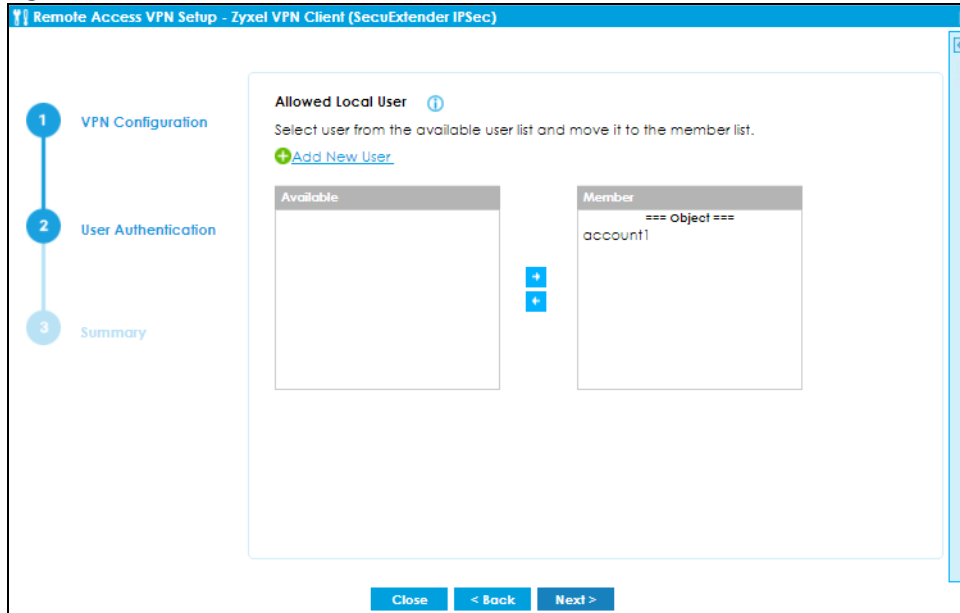 Remote Access VPN Setup - Zyxel VPN Client (SecuExtender IPSec)
1 VPN Configuration
2 User Authentication
3 Summary
Allowed Local User
Select user from the available user list and move it to the member list.
Add New User
Available
Member
=== Object ===
account1
Close
< Back
Next >